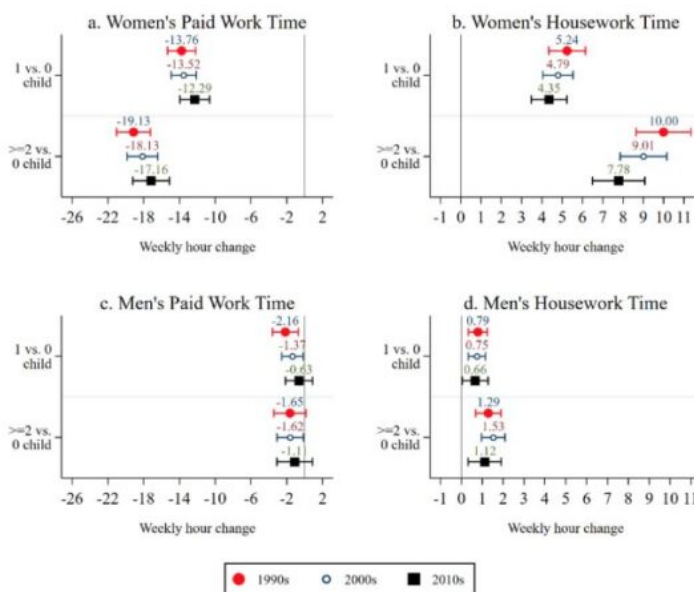 a. Women's Paid Work Time
-13.76
1 vs. 0
child
-13.52
-12.29
-19.13
>=2 vs.
0 child
-18.13
-17.16
-26 -22 -18 -14 -10 -6 -2 2
Weekly hour change
b. Women's Housework Time
5.24
1 vs. 0
child
4.79
4.35
10.00
>=2 vs.
0 child
9.01
7.78
-1 0 1 2 3 4 5 6 7 8 9 10 11
Weekly hour change
c. Men's Paid Work Time
-2.16
1 vs. 0
child
-1.37
-0.63
-1.65
>=2 vs.
0 child
-1.62
-1.11
-26 -22 -18 -14 -10 -6 -2 2
Weekly hour change
d. Men's Housework Time
0.79
1 vs. 0
child
0.75
0.66
1.29
>=2 vs.
0 child
1.53
1.12
-1 0 1 2 3 4 5 6 7 8 9 10 11
Weekly hour change
1990s 2000s 2010s